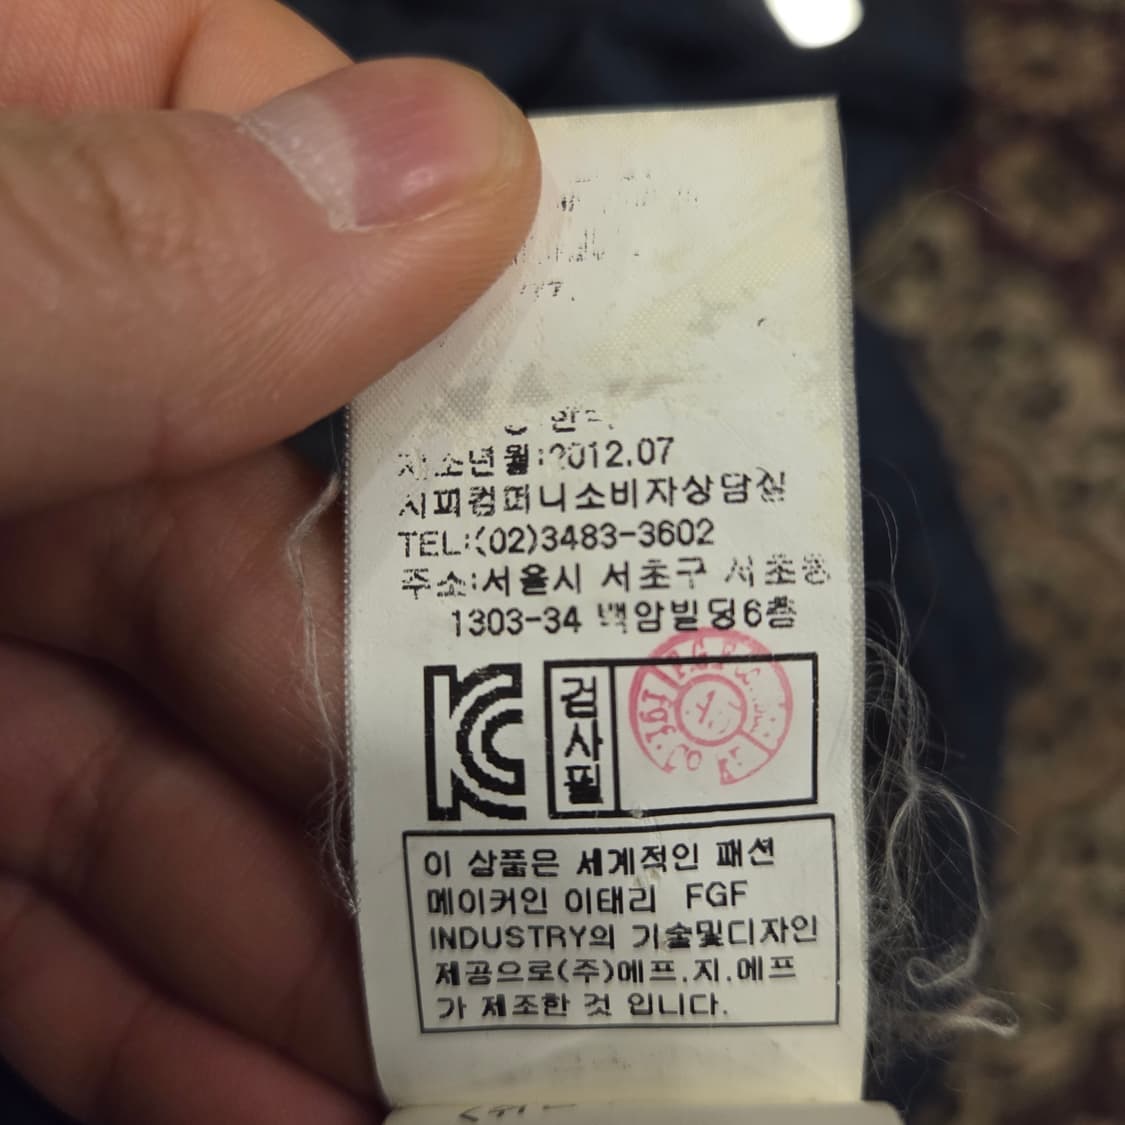 제조년월:2012.07
지피컴퍼니소비자상담실
TEL:(02)3483-3602
주소:서울시 서초구 서초동
1303-34 백암빌딩6층
KC
검사필
이 상품은 세계적인 패션
메이커인 이태리 FGF
INDUSTRY의 기술및디자인
제공으로(주)에프.지.에프
가 제조한 것 입니다.